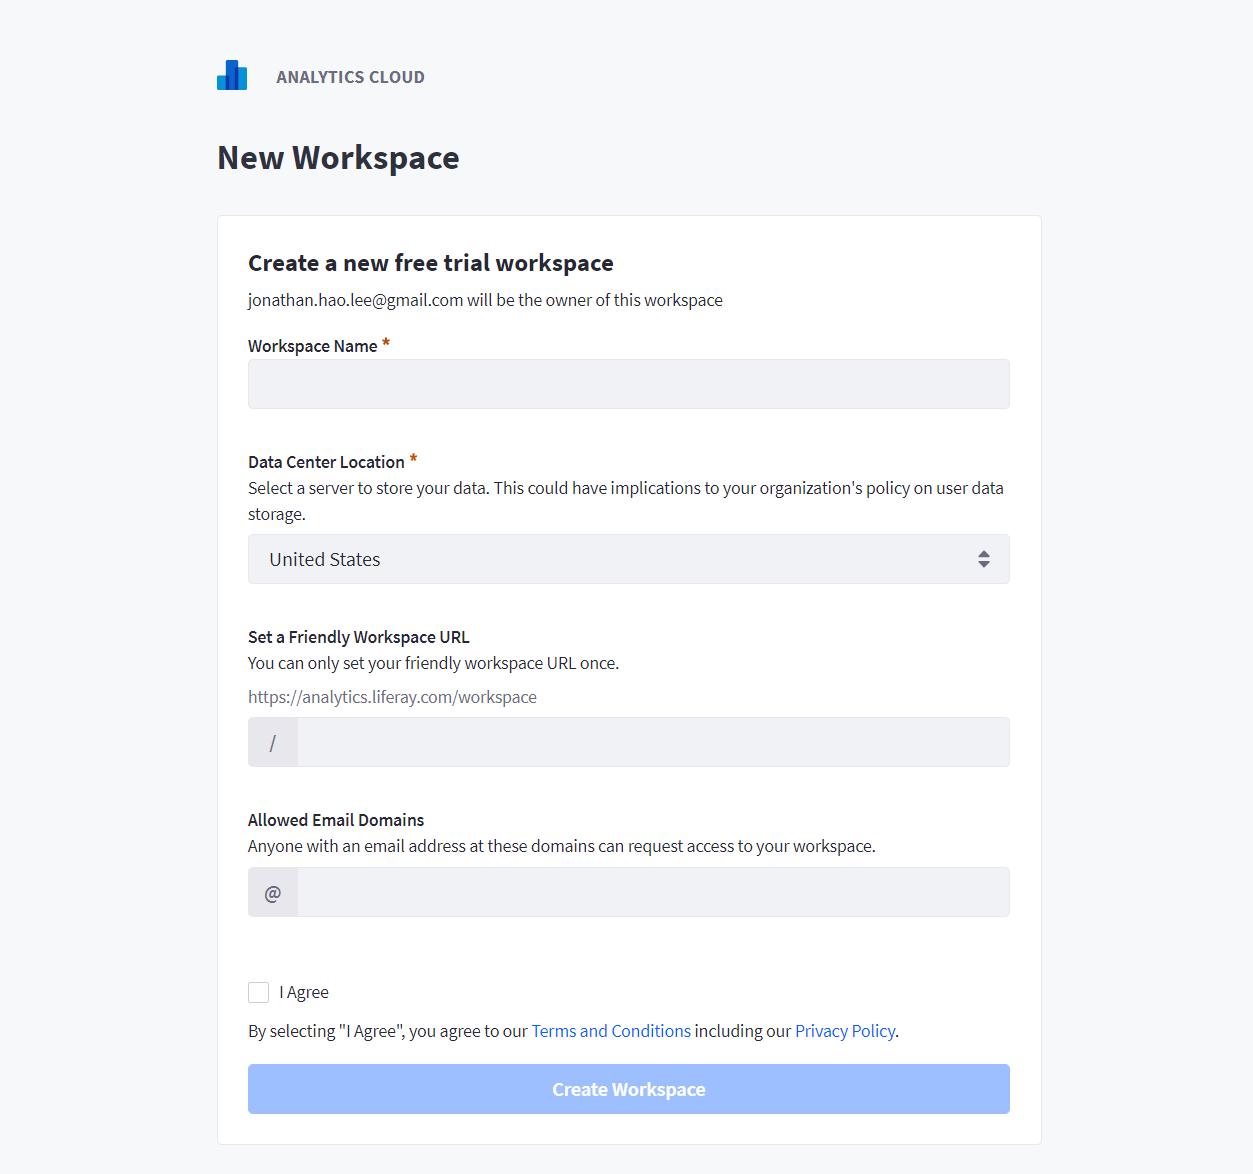 ANALYTICS CLOUD
New Workspace
Create a new free trial workspace
jonathan.hao.lee@gmail.com will be the owner of this workspace
Workspace Name *
Data Center Location *
Select a server to store your data. This could have implications to your organization's policy on user data
storage.
United States
Set a Friendly Workspace URL
You can only set your friendly workspace URL once.
https://analytics.liferay.com/workspace
/
Allowed Email Domains
Anyone with an email address at these domains can request access to your workspace.
@
I Agree
By selecting "I Agree", you agree to our Terms and Conditions including our Privacy Policy.
Create Workspace